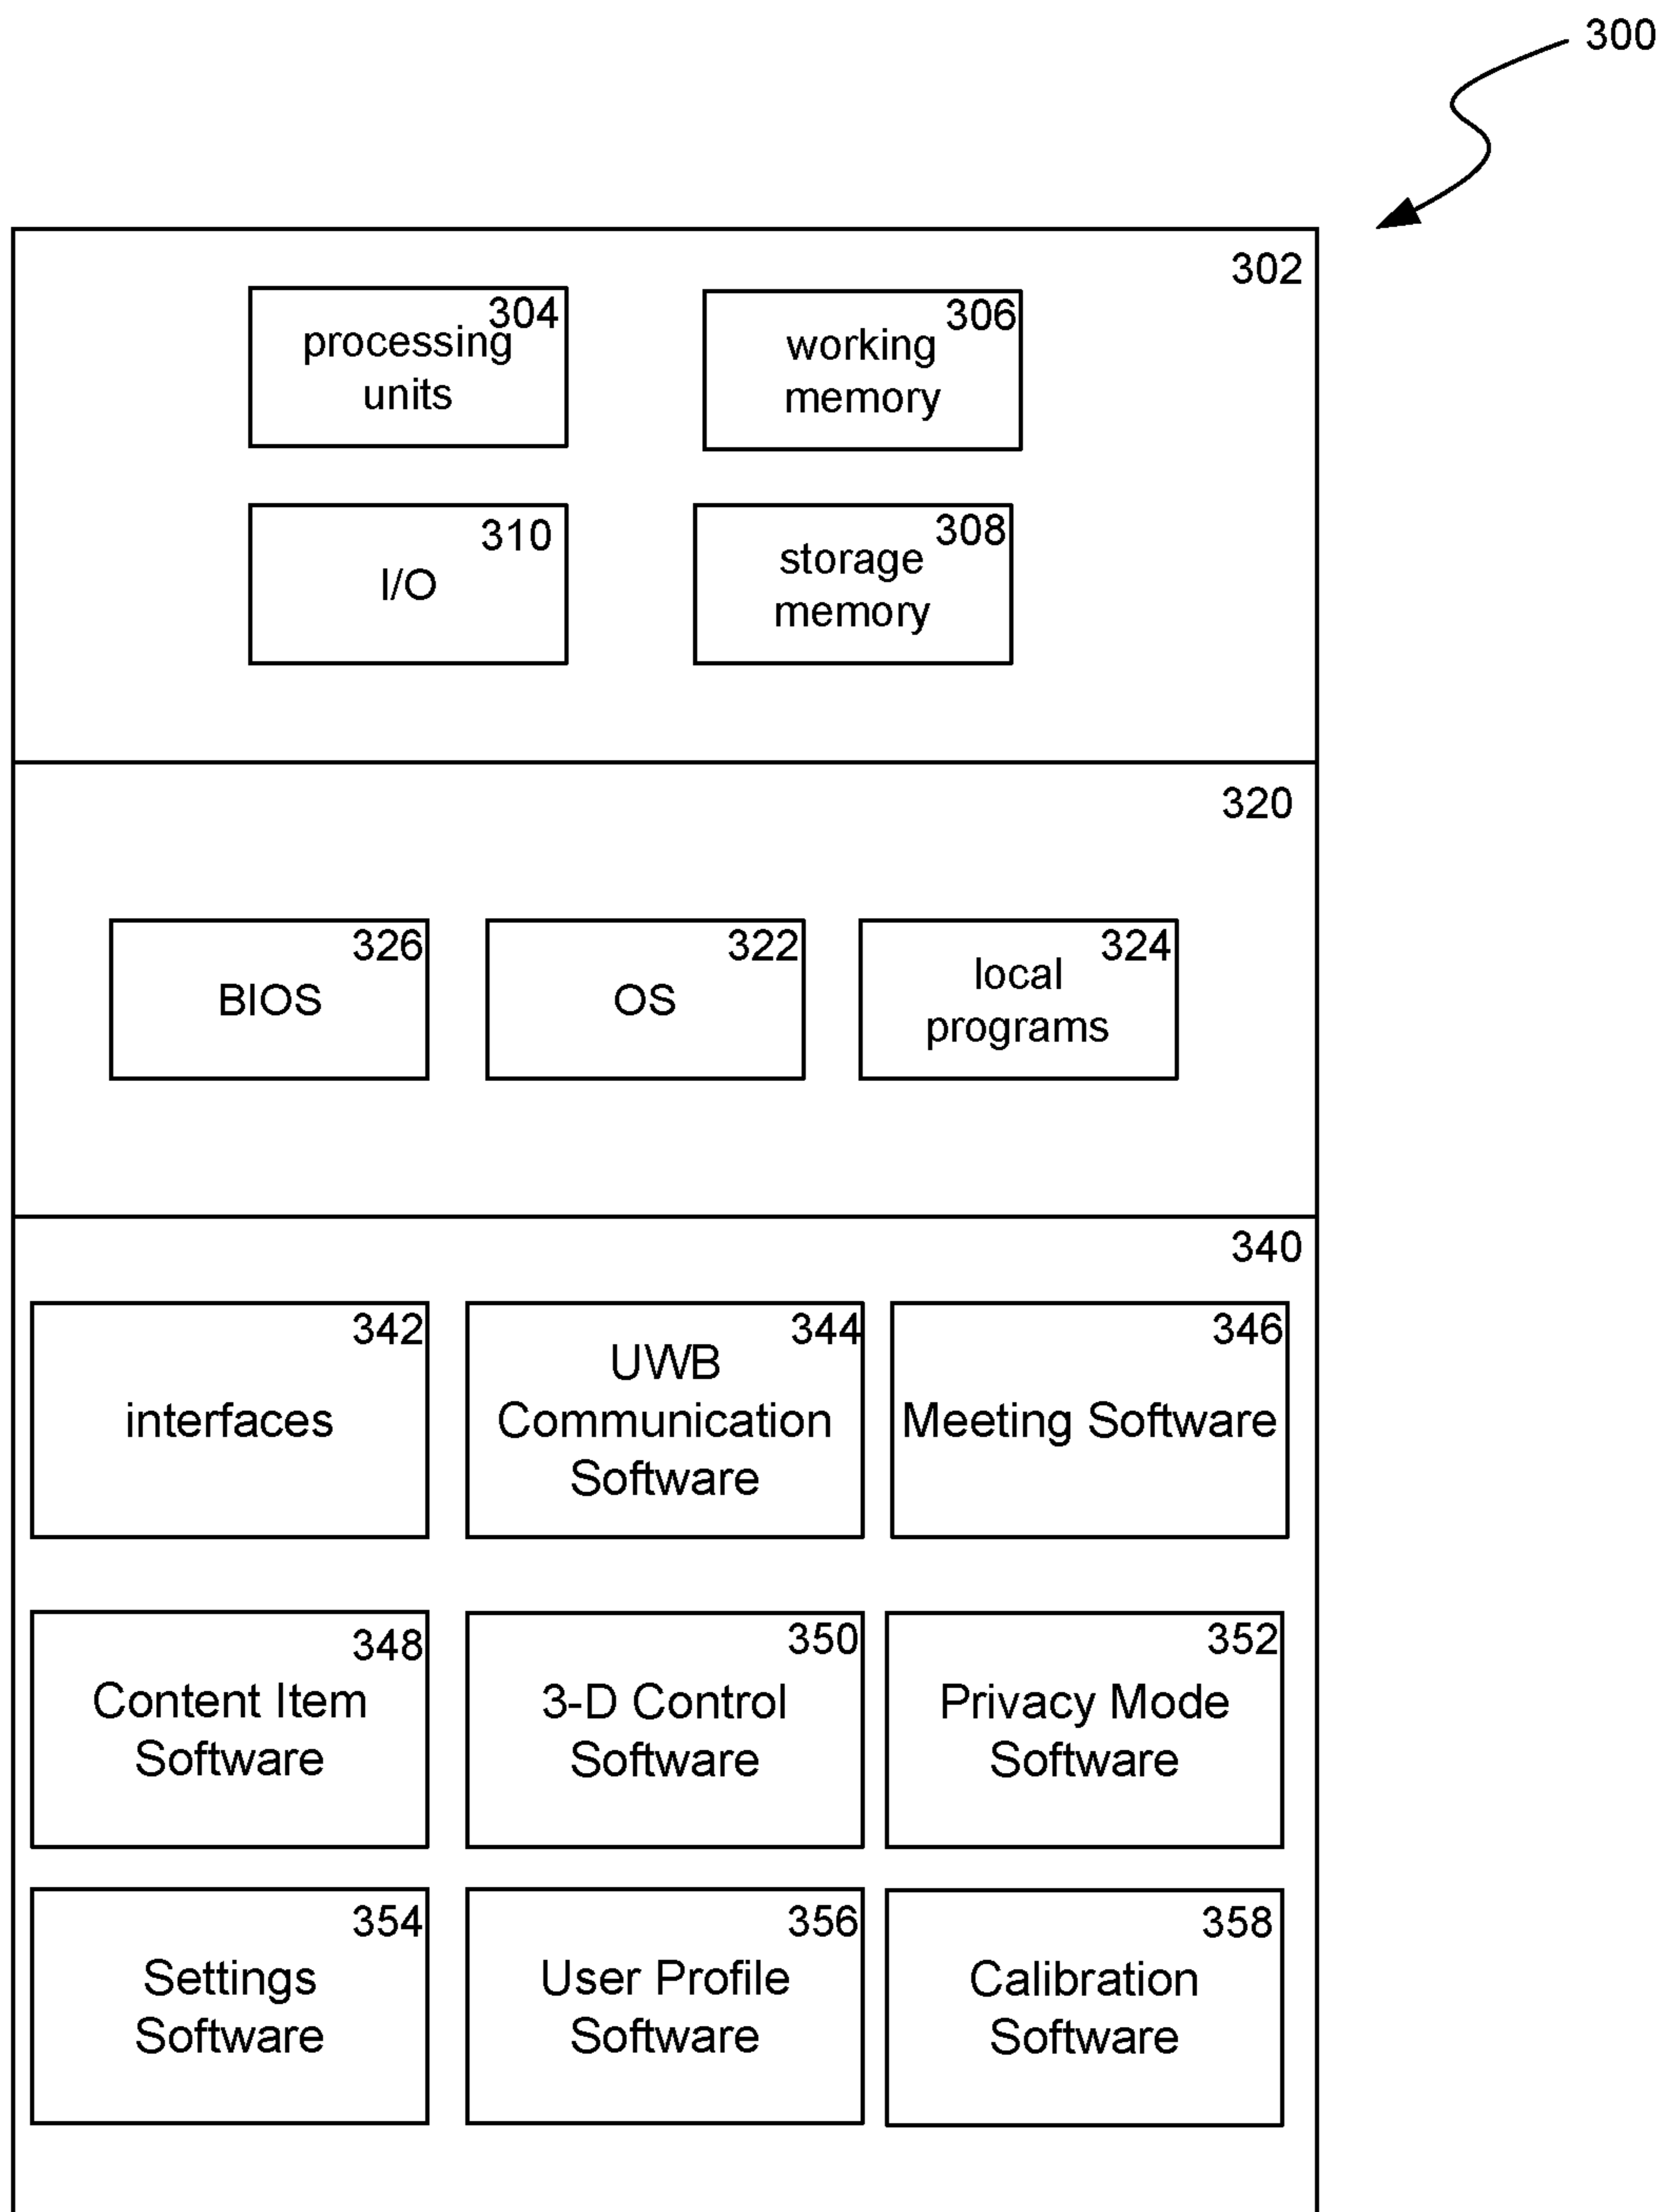 300
302
304
processing
units
306
working
memory
310
I/O
308
storage
memory
320
326
BIOS
322
OS
324
local
programs
340
342
interfaces
344
UWB
Communication
Software
346
Meeting Software
348
Content Item
Software
350
3-D Control
Software
352
Privacy Mode
Software
354
Settings
Software
356
User Profile
Software
358
Calibration
Software